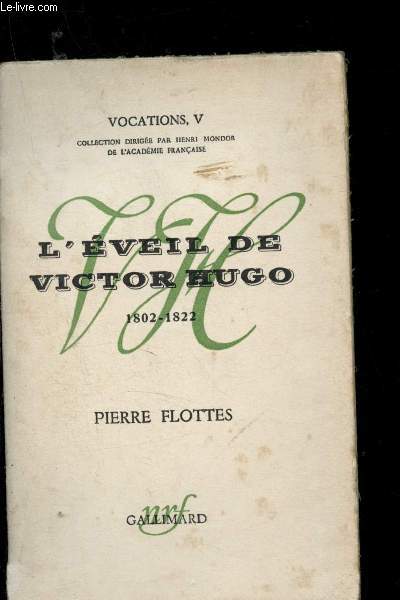 Le-livre.fr
VOCATIONS, V
COLLECTION DIRIGÉE PAR HENRI MONDOR
DE L'ACADÉMIE FRANÇAISE
VH
L'ÉVEIL DE
VICTOR HUGO
1802-1822
PIERRE FLOTTES
nrf
GALLIMARD